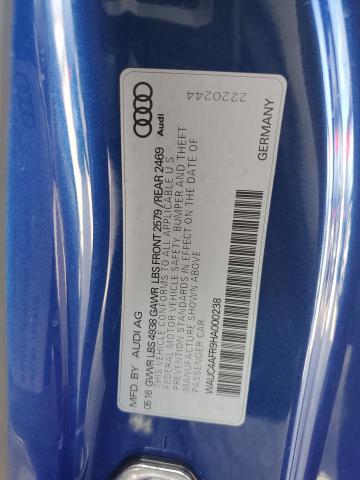 MFD. BY AUDI AG
05.16 GVWR LBS 4938 GAWR LBS FRONT 2579 / REAR 2469
THIS VEHICLE CONFORMS TO ALL APPLICABLE U S
FEDERAL MOTOR VEHICLE SAFETY, BUMPER AND THEFT
PREVENTION STANDARDS IN EFFECT ON THE DATE OF
MANUFACTURE SHOWN ABOVE
PASSENGER CAR
WAUC4AFR9HA000238
GERMANY
Audi
2220244